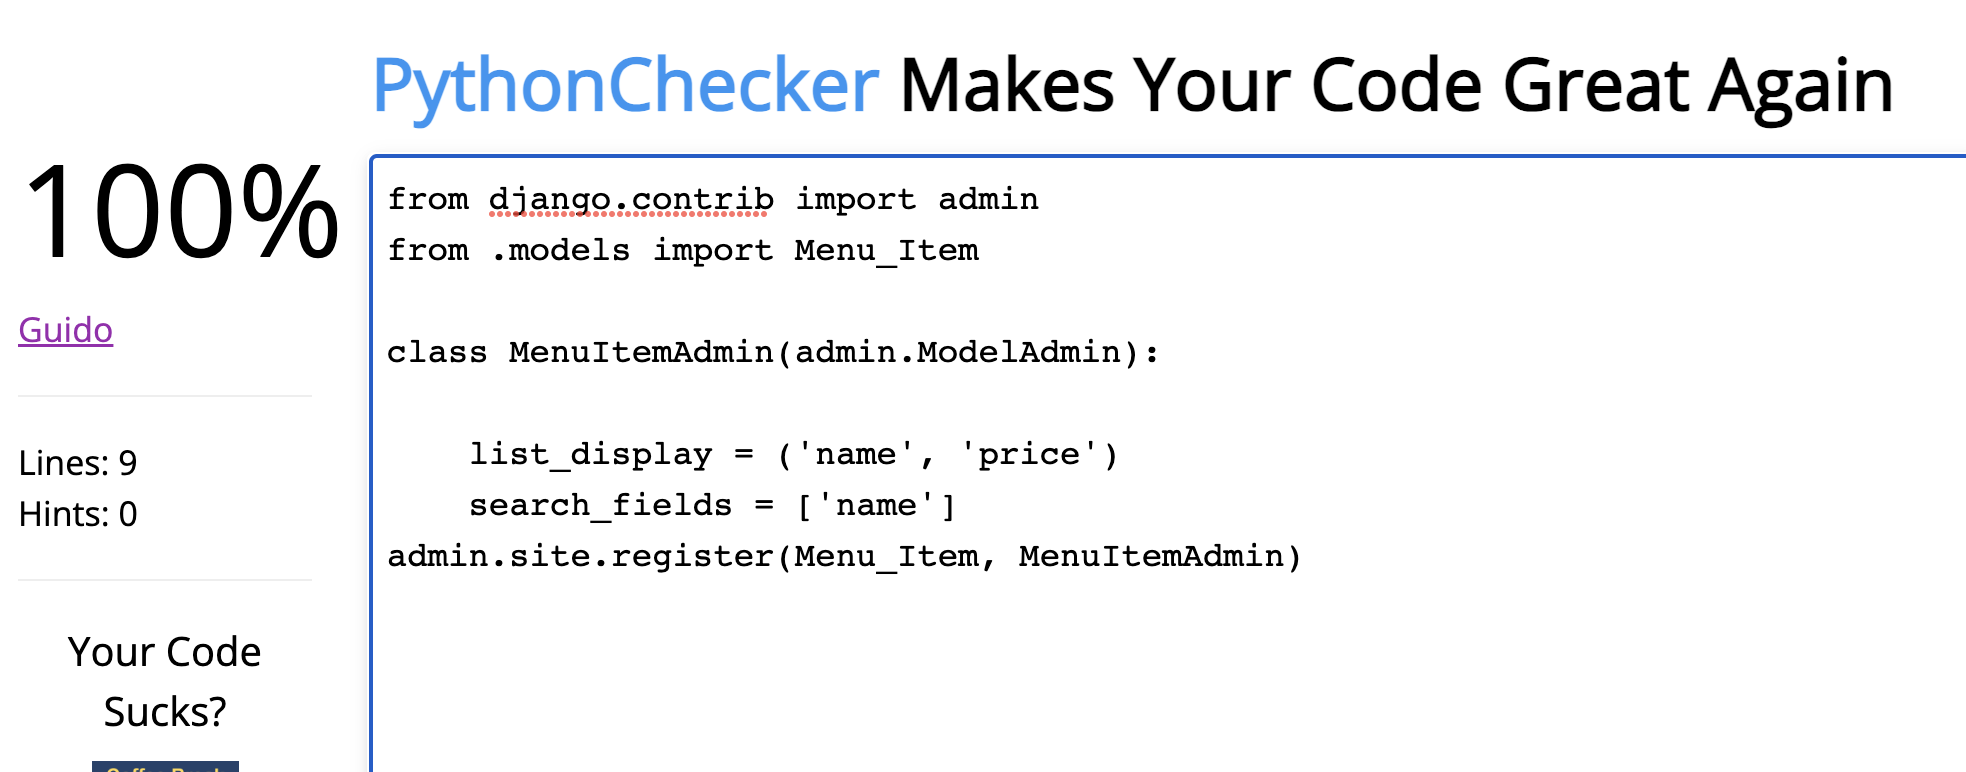 PythonChecker Makes Your Code Great Again
100%
Guido
Lines: 9
Hints: 0
Your Code
Sucks?
from django.contrib import admin
from .models import Menu_Item
class MenuItemAdmin(admin.ModelAdmin):
list_display = ('name', 'price')
search_fields = ['name']
admin.site.register(Menu_Item, MenuItemAdmin)